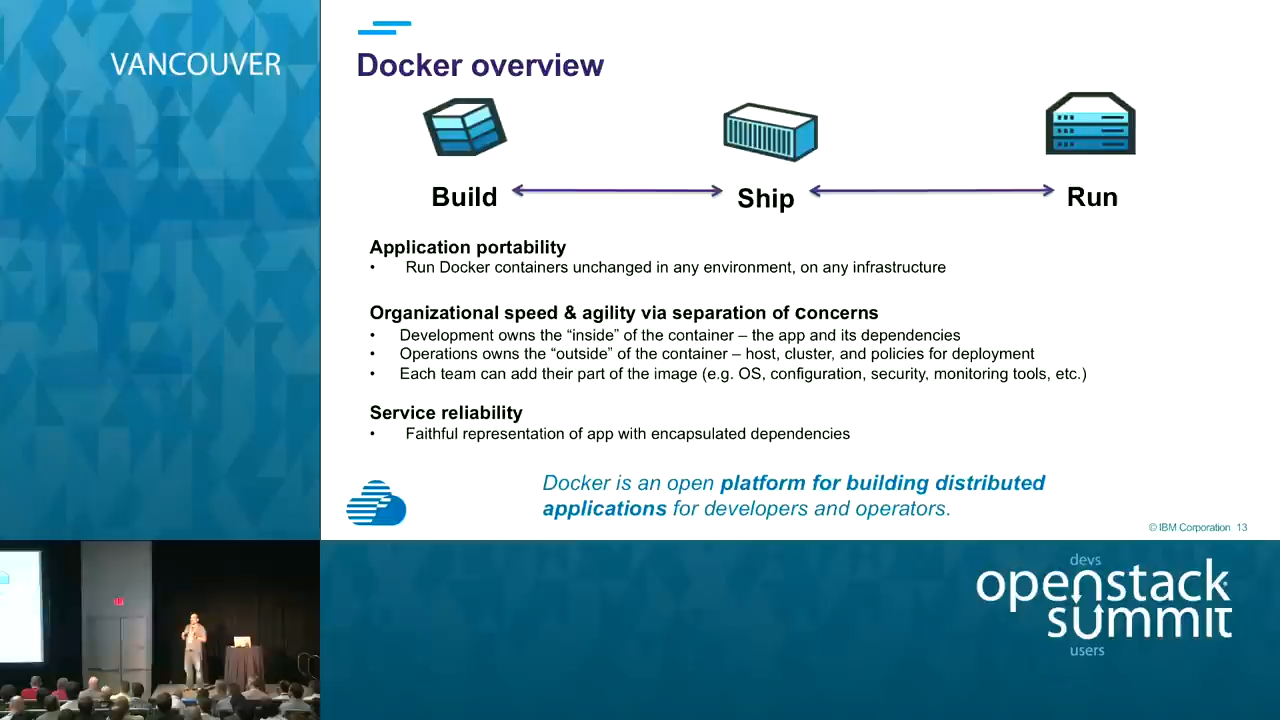 VANCOUVER
Docker overview
Build
Ship
Run
Application portability
• Run Docker containers unchanged in any environment, on any infrastructure
Organizational speed & agility via separation of concerns
• Development owns the “inside” of the container – the app and its dependencies
• Operations owns the “outside” of the container – host, cluster, and policies for deployment
• Each team can add their part of the image (e.g. OS, configuration, security, monitoring tools, etc.)
Service reliability
• Faithful representation of app with encapsulated dependencies
Docker is an open platform for building distributed
applications for developers and operators.
© IBM Corporation 13
devs
openstack
summit
users